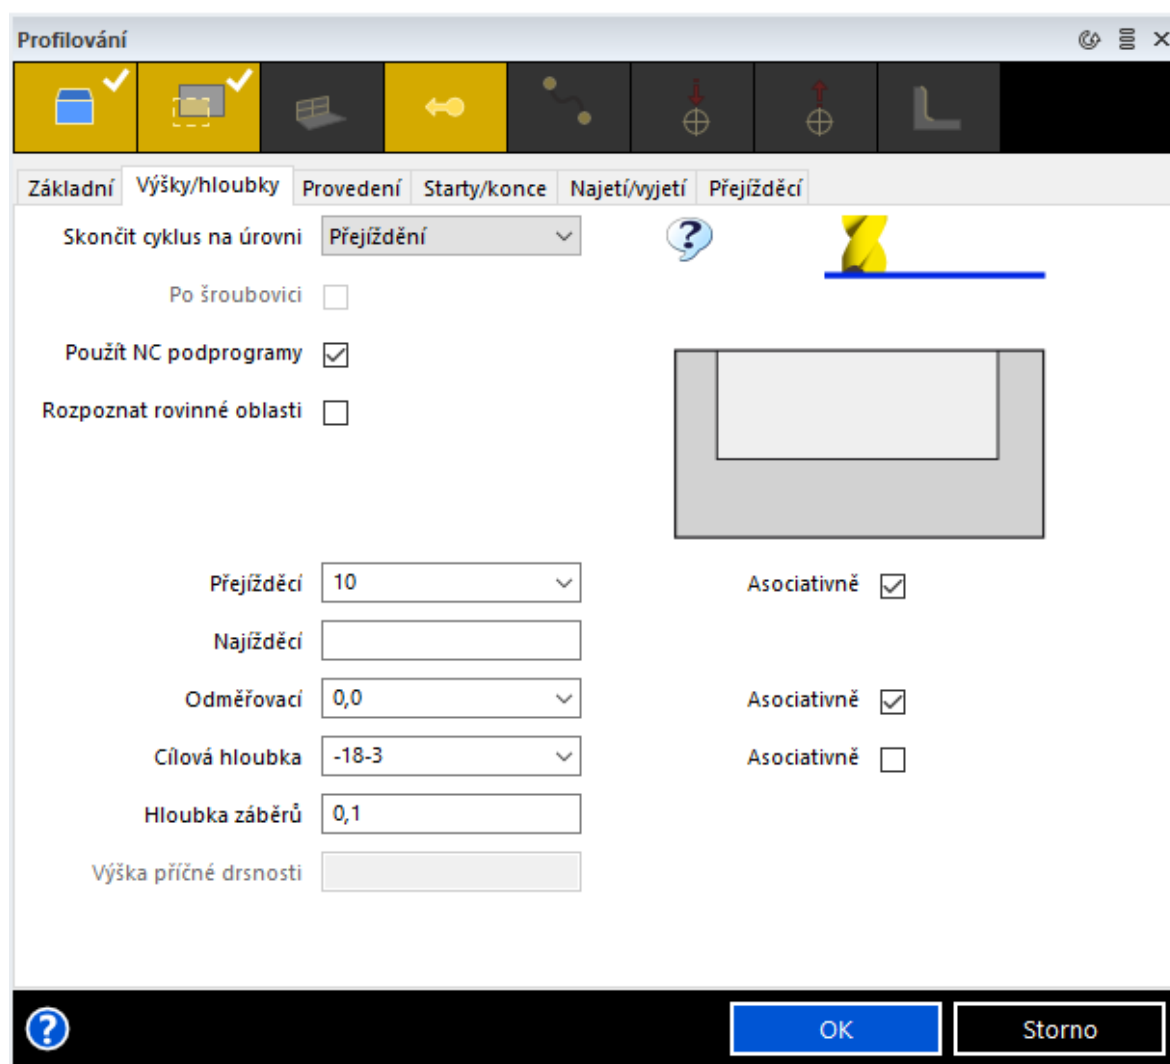 Profilování
Základní Výšky/hloubky Provedení Starty/konce Najetí/vyjetí Přejížděcí
Skončit cyklus na úrovni Přejíždění ?
Po šroubovici
Použít NC podprogramy
Rozpoznat rovinné oblasti
Přejížděcí 10 Asociativně
Najížděcí
Odměřovací 0,0 Asociativně
Cílová hloubka -18-3 Asociativně
Hloubka záběrů 0,1
Výška příčné drsnosti
? OK Storno